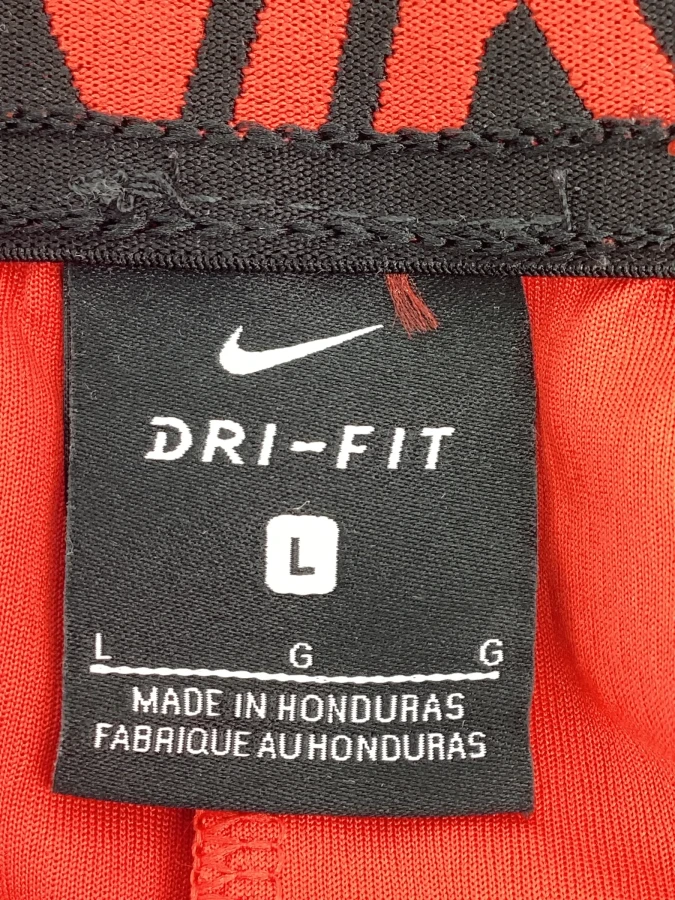 DRI-FIT
L
L G G
MADE IN HONDURAS
FABRIQUE AU HONDURAS